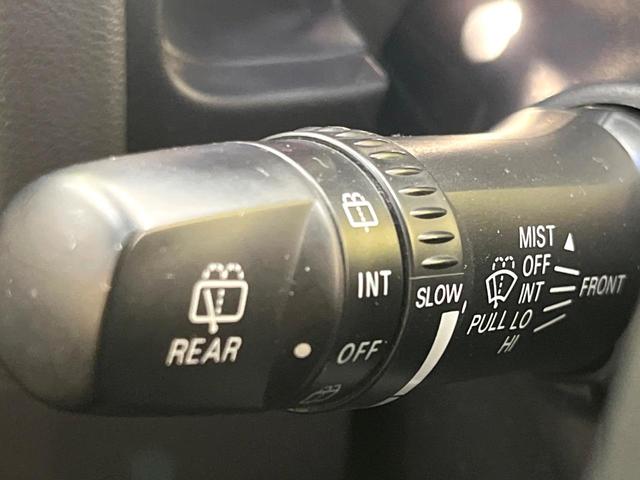 REAR
INT
OFF
SLOW
MIST
OFF
INT
PULL LO
HI
FRONT